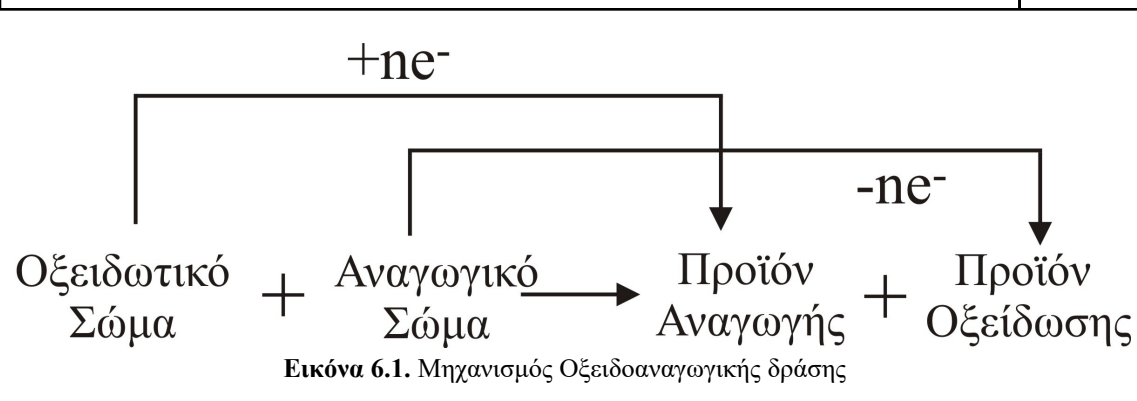 +ne-
-ne-
Οξειδωτικό + Αναγωγικό → Προϊόν + Προϊόν
Σώμα Σώμα Αναγωγής Οξείδωσης
Εικόνα 6.1. Μηχανισμός Οξειδοαναγωγικής δράσης